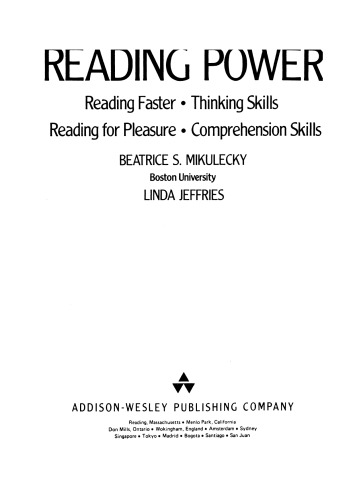 READING POWER
Reading Faster • Thinking Skills
Reading for Pleasure • Comprehension Skills
BEATRICE S. MIKULECKY
Boston University
LINDA JEFFRIES
ADDISON-WESLEY PUBLISHING COMPANY
Reading, Massachusetts • Menlo Park, California
Don Mills, Ontario • Wokingham, England • Amsterdam • Sydney
Singapore • Tokyo • Madrid • Bogota • Santiago • San Juan